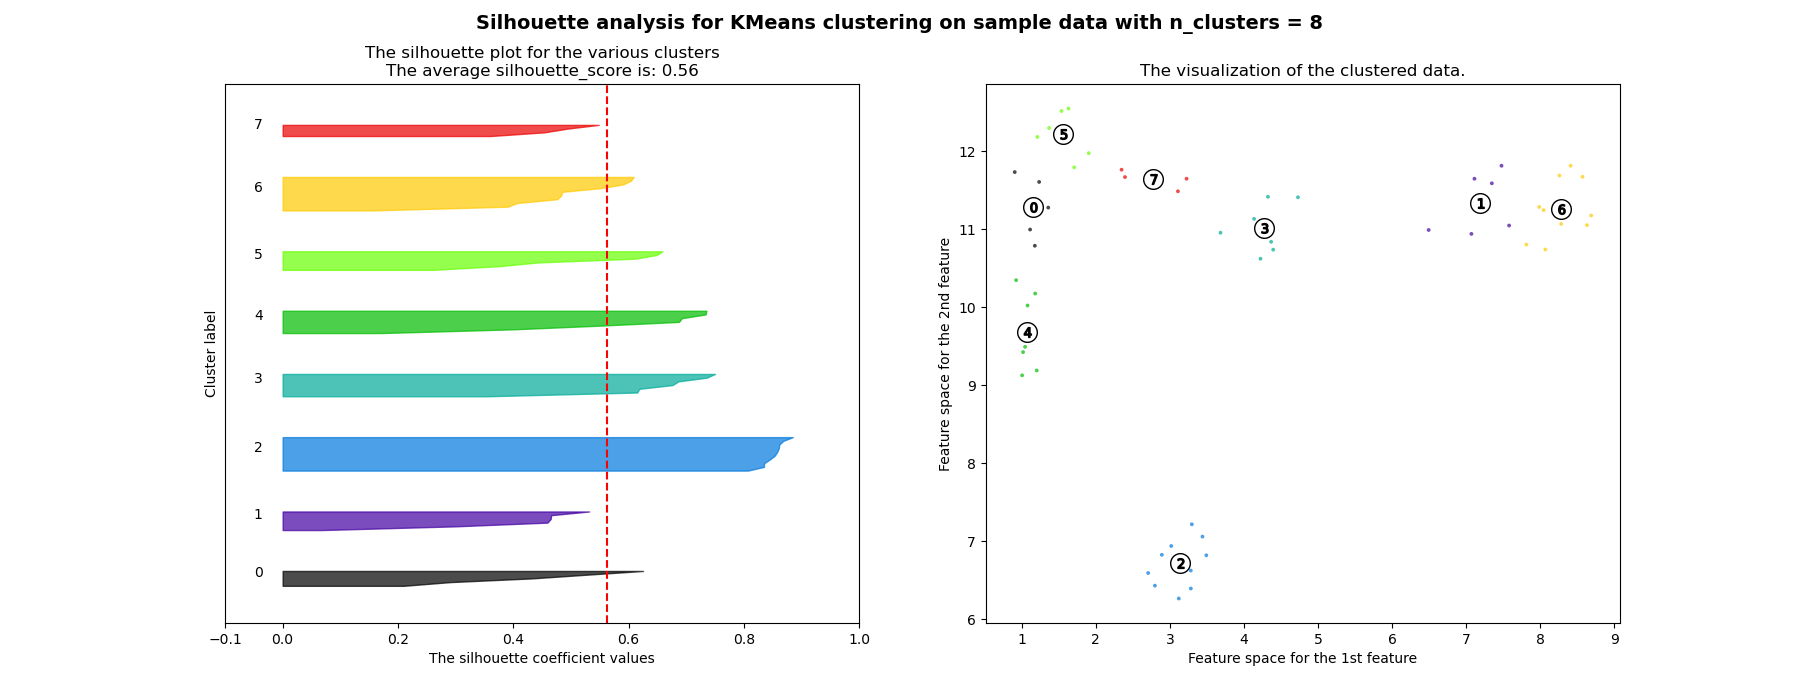 Silhouette analysis for KMeans clustering on sample data with n_clusters = 8
The silhouette plot for the various clusters
The average silhouette_score is: 0.56
Cluster label
7
6
5
4
3
2
1
0
−0.1 0.0 0.2 0.4 0.6 0.8 1.0
The silhouette coefficient values
The visualization of the clustered data.
Feature space for the 2nd feature
12
11
10
9
8
7
6
5
7
0
1
6
3
4
2
1 2 3 4 5 6 7 8 9
Feature space for the 1st feature